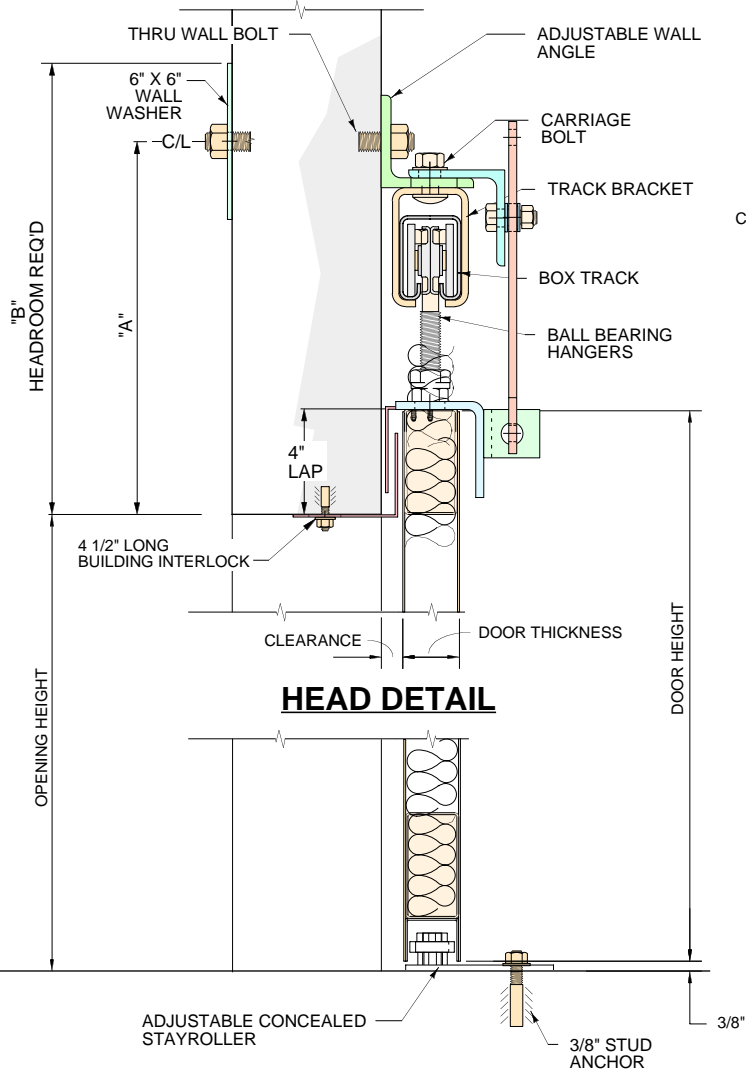 THRU WALL BOLT
ADJUSTABLE WALL
ANGLE
6" X 6"
WALL
WASHER
C/L
CARRIAGE
BOLT
TRACK BRACKET
C
BOX TRACK
"B"
HEADROOM REQ'D
"A"
BALL BEARING
HANGERS
4"
LAP
4 1/2" LONG
BUILDING INTERLOCK
CLEARANCE
DOOR THICKNESS
HEAD DETAIL
OPENING HEIGHT
DOOR HEIGHT
ADJUSTABLE CONCEALED
STAYROLLER
3/8" STUD
ANCHOR
3/8"